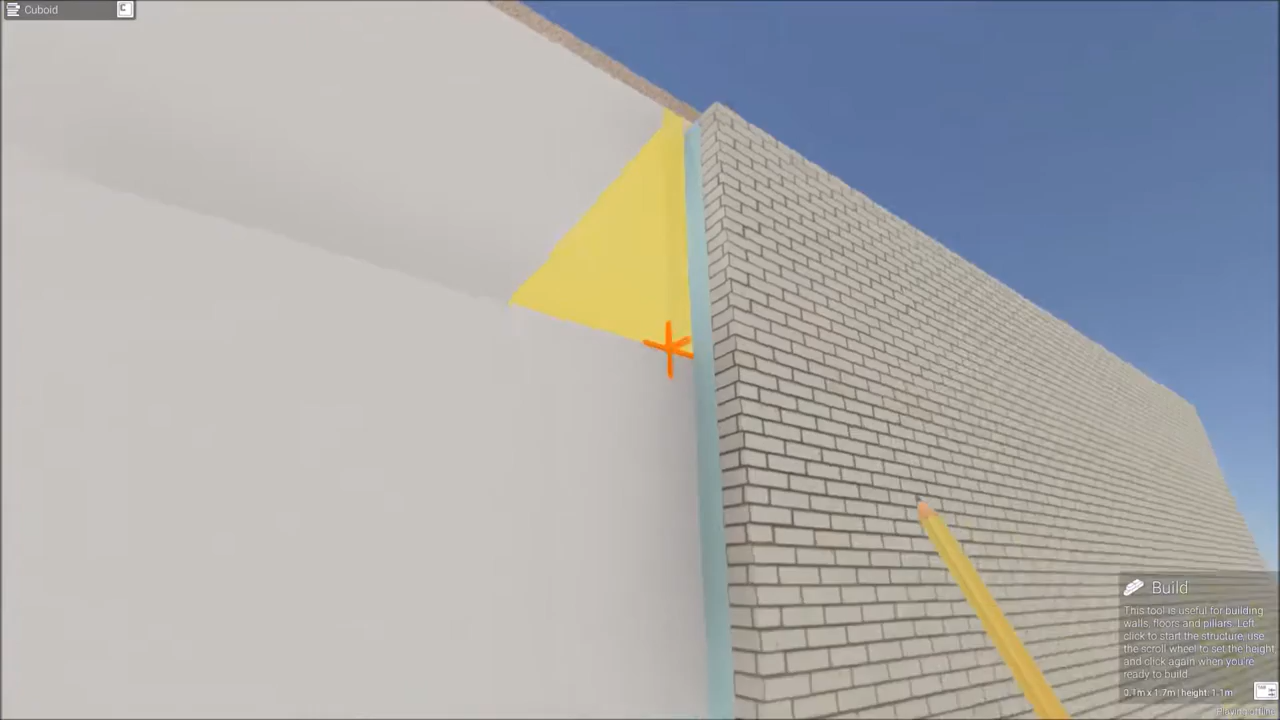 Cuboid
C
Build
This tool is useful for building
walls, floors and pillars. Left
click to start the structure, use
the scroll wheel to set the height
and click again when you're
ready to build
0.1m x 1.7m | height: 1.1m
Playing offline